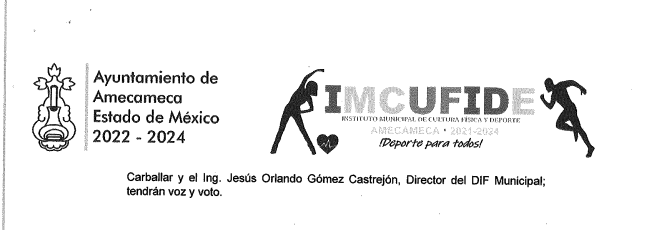 Ayuntamiento de
Amecameca
Estado de México
2022 - 2024
IMCUFIDE
INSTITUTO MUNICIPAL DE CULTURA FISICA Y DEPORTE
AMECAMECA • 2021-2024
¡Deporte para todos!
Carballar y el Ing. Jesús Orlando Gómez Castrejón, Director del DIF Municipal;
tendrán voz y voto.